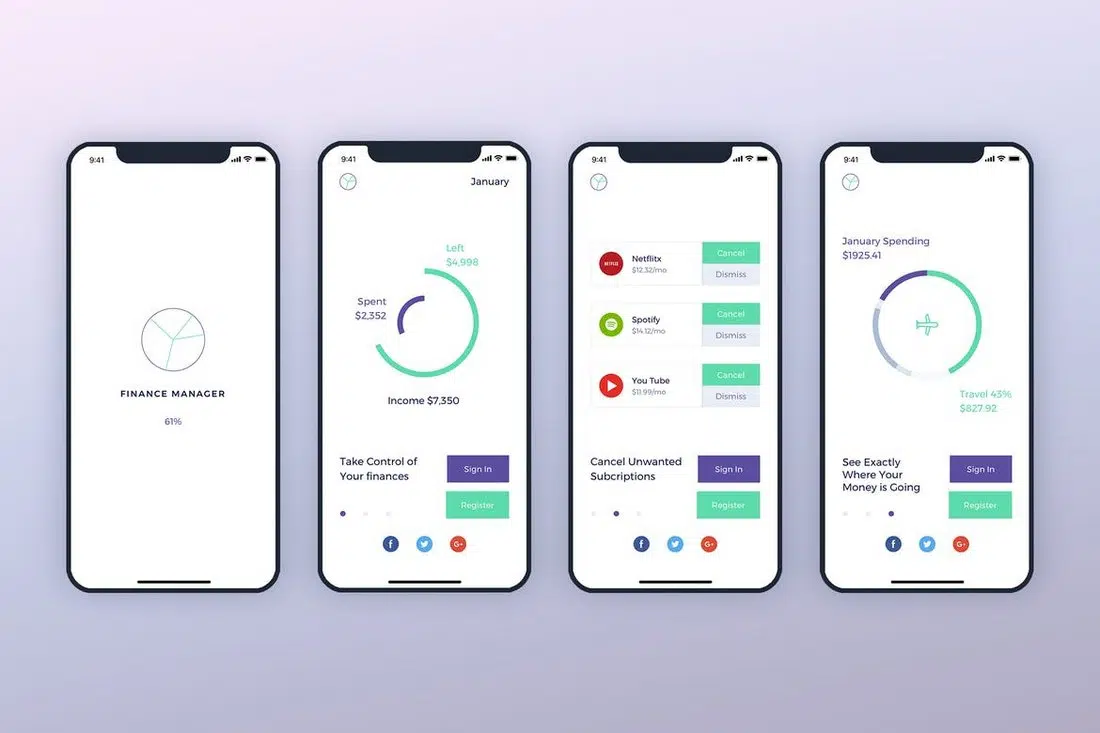 9:41
FINANCE MANAGER
61%
9:41
January
Left
$4,998
Spent
$2,352
Income $7,350
Take Control of
Your finances
Sign In
Register
f
G+
9:41
NETFLIX
Netflitx
$12.32/mo
Cancel
Dismiss
Spotify
$14.12/mo
Cancel
Dismiss
You Tube
$11.99/mo
Cancel
Dismiss
Cancel Unwanted
Subcriptions
Sign In
Register
f
G+
9:41
January Spending
$1925.41
Travel 43%
$827.92
See Exactly
Where Your
Money is Going
Sign In
Register
f
G+